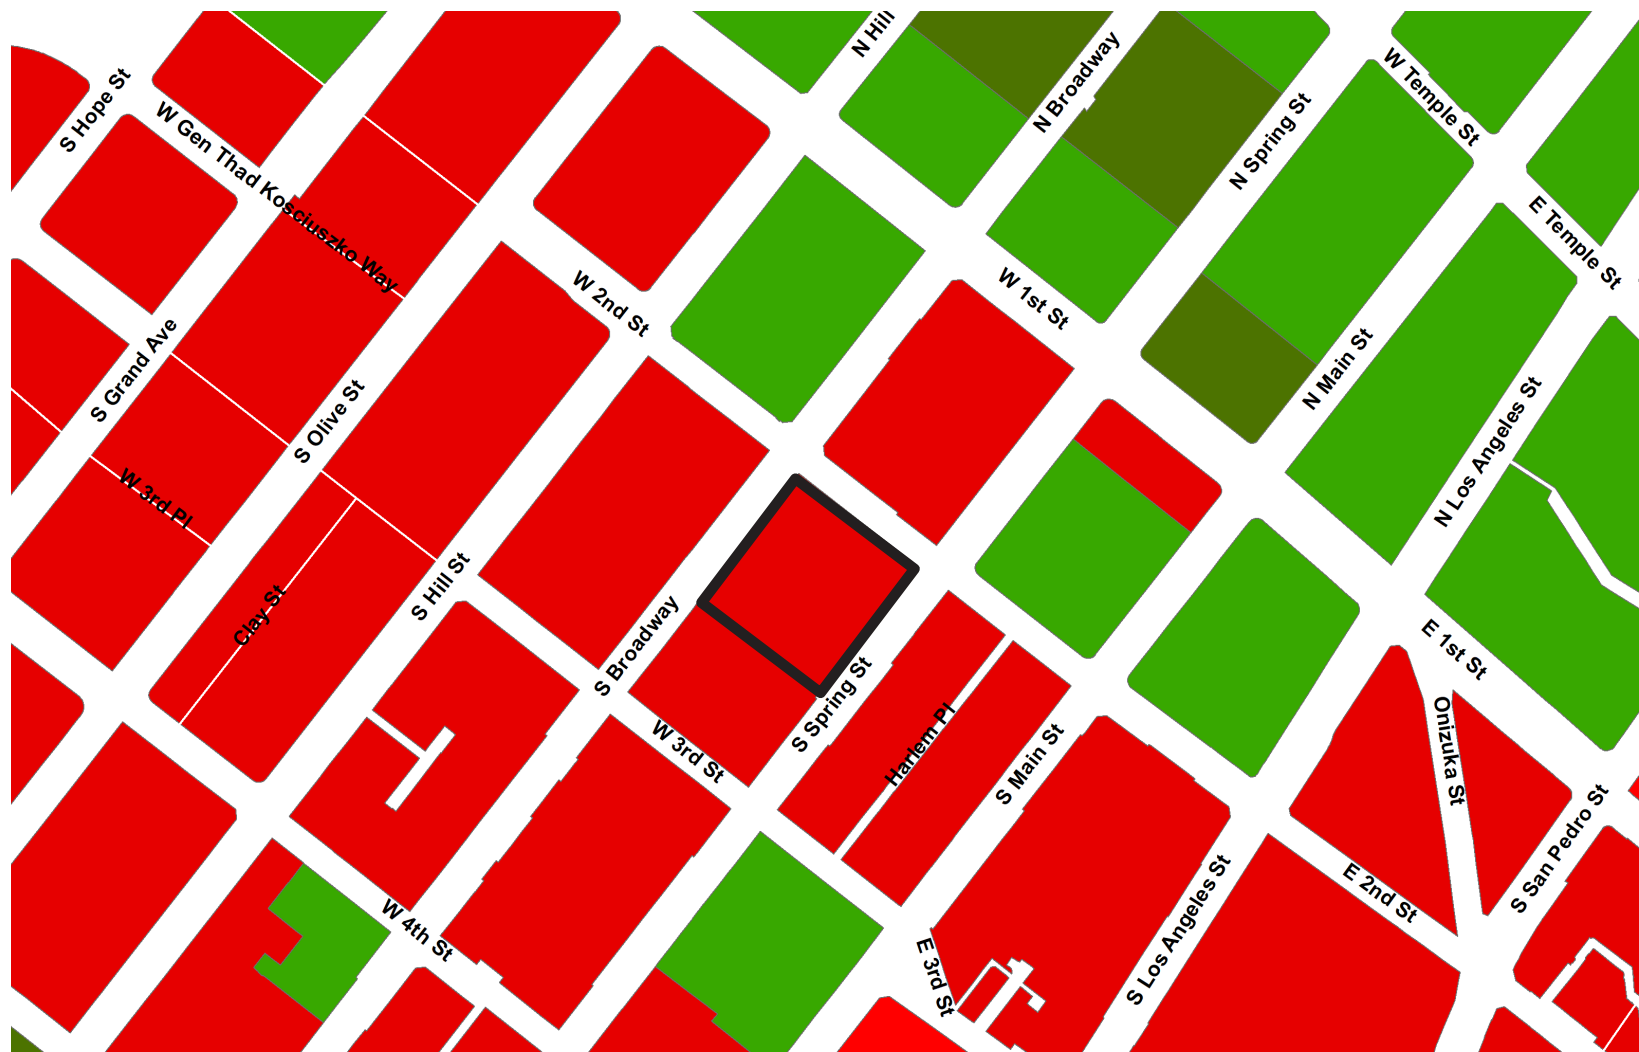 N Hill
S Hope St
N Broadway
W Temple St
W Gen Thad Kosciuszko Way
N Spring St
E Temple St
W 2nd St
W 1st St
S Grand Ave
N Main St
S Olive St
N Los Angeles St
W 3rd Pl
Clay St
S Hill St
S Broadway
E 1st St
S Spring St
Harlem Pl
W 3rd St
S Main St
Onizuka St
S San Pedro St
E 2nd St
W 4th St
E 3rd St
S Los Angeles St